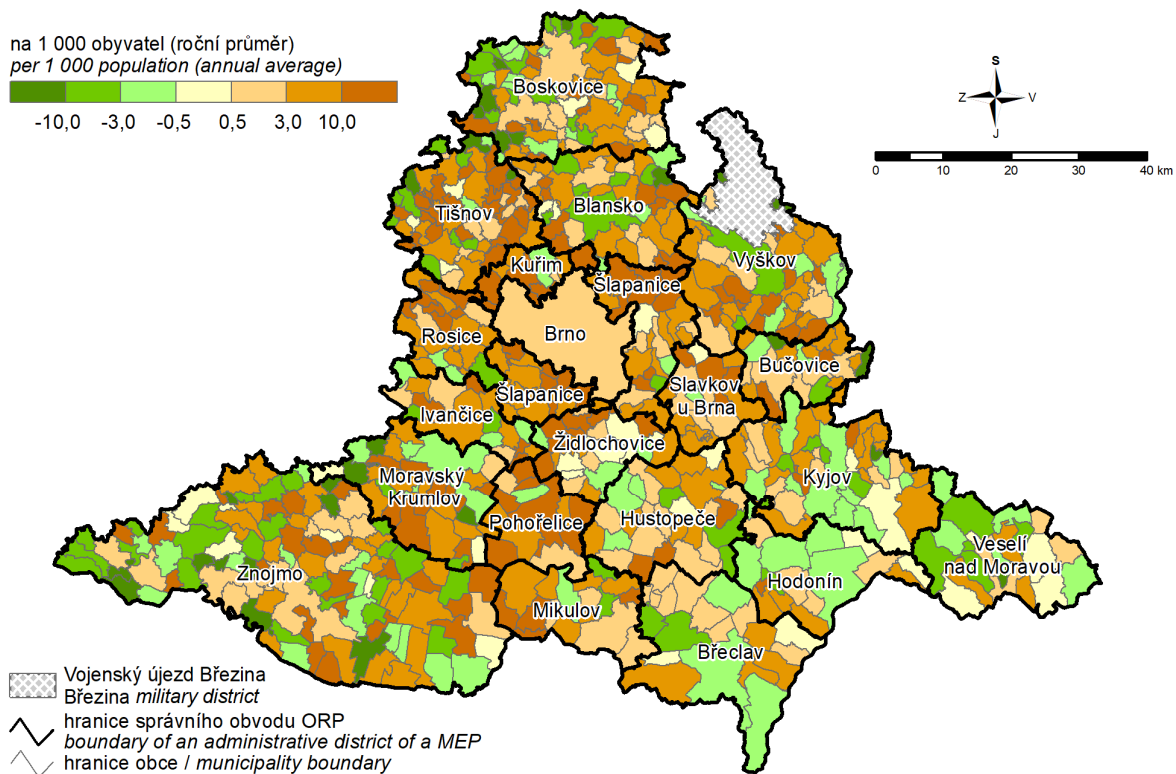 na 1 000 obyvatel (roční průměr)
per 1 000 population (annual average)
-10,0 -3,0 -0,5 0,5 3,0 10,0
S
Z V
J
0 10 20 30 40 km
Boskovice
Tišnov
Blansko
Vyškov
Kuřim
Šlapanice
Rosice
Brno
Bučovice
Slavkov
u Brna
Šlapanice
Ivančice
Židlochovice
Moravský
Krumlov
Kyjov
Pohořelice
Hustopeče
Veselí
nad Moravou
Znojmo
Hodonín
Mikulov
Břeclav
Vojenský újezd Březina
Březina military district
hranice správního obvodu ORP
boundary of an administrative district of a MEP
hranice obce / municipality boundary